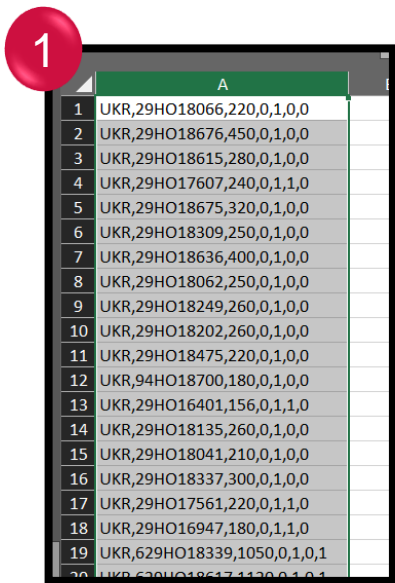 1
A
1 UKR,29HO18066,220,0,1,0,0
2 UKR,29HO18676,450,0,1,0,0
3 UKR,29HO18615,280,0,1,0,0
4 UKR,29HO17607,240,0,1,1,0
5 UKR,29HO18675,320,0,1,0,0
6 UKR,29HO18309,250,0,1,0,0
7 UKR,29HO18636,400,0,1,0,0
8 UKR,29HO18062,250,0,1,0,0
9 UKR,29HO18249,260,0,1,0,0
10 UKR,29HO18202,260,0,1,0,0
11 UKR,29HO18475,220,0,1,0,0
12 UKR,94HO18700,180,0,1,0,0
13 UKR,29HO16401,156,0,1,1,0
14 UKR,29HO18135,260,0,1,0,0
15 UKR,29HO18041,210,0,1,0,0
16 UKR,29HO18337,300,0,1,0,0
17 UKR,29HO17561,220,0,1,1,0
18 UKR,29HO16947,180,0,1,1,0
19 UKR,629HO18339,1050,0,1,0,1
20 UKR,629HO18617,1120,0,1,0,1